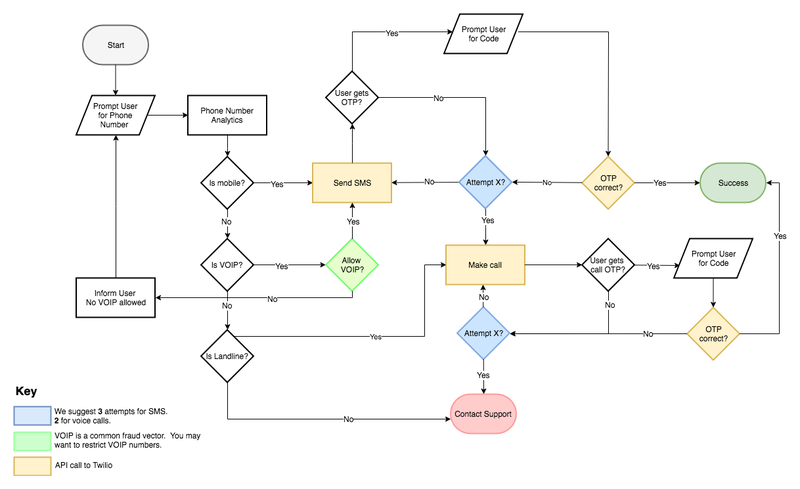 Start
Prompt User
for Phone
Number
Phone Number
Analytics
Is mobile?
Yes
No
Is VOIP?
Yes
No
Is Landline?
Yes
No
Inform User
No VOIP allowed
No
Allow
VOIP?
Yes
Send SMS
User gets
OTP?
Yes
No
Prompt User
for Code
Attempt X?
No
Yes
No
OTP
correct?
Yes
Success
Make call
User gets
call OTP?
Yes
No
Prompt User
for Code
OTP
correct?
Yes
No
Attempt X?
No
Yes
Contact Support
Key
We suggest 3 attempts for SMS.
2 for voice calls.
VOIP is a common fraud vector. You may
want to restrict VOIP numbers.
API call to Twilio